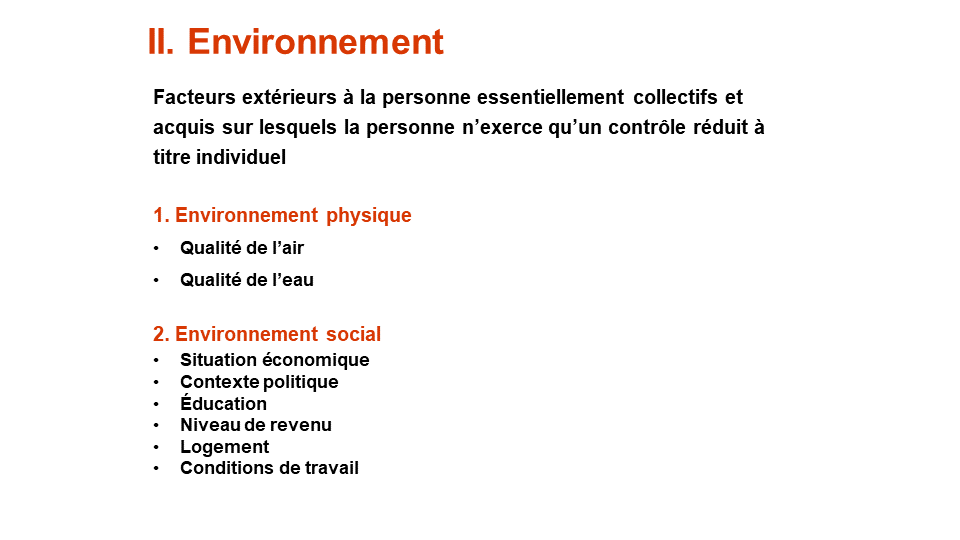 II. Environnement
Facteurs extérieurs à la personne essentiellement collectifs et
acquis sur lesquels la personne n’exerce qu’un contrôle réduit à
titre individuel
1. Environnement physique
• Qualité de l’air
• Qualité de l’eau
2. Environnement social
• Situation économique
• Contexte politique
• Éducation
• Niveau de revenu
• Logement
• Conditions de travail